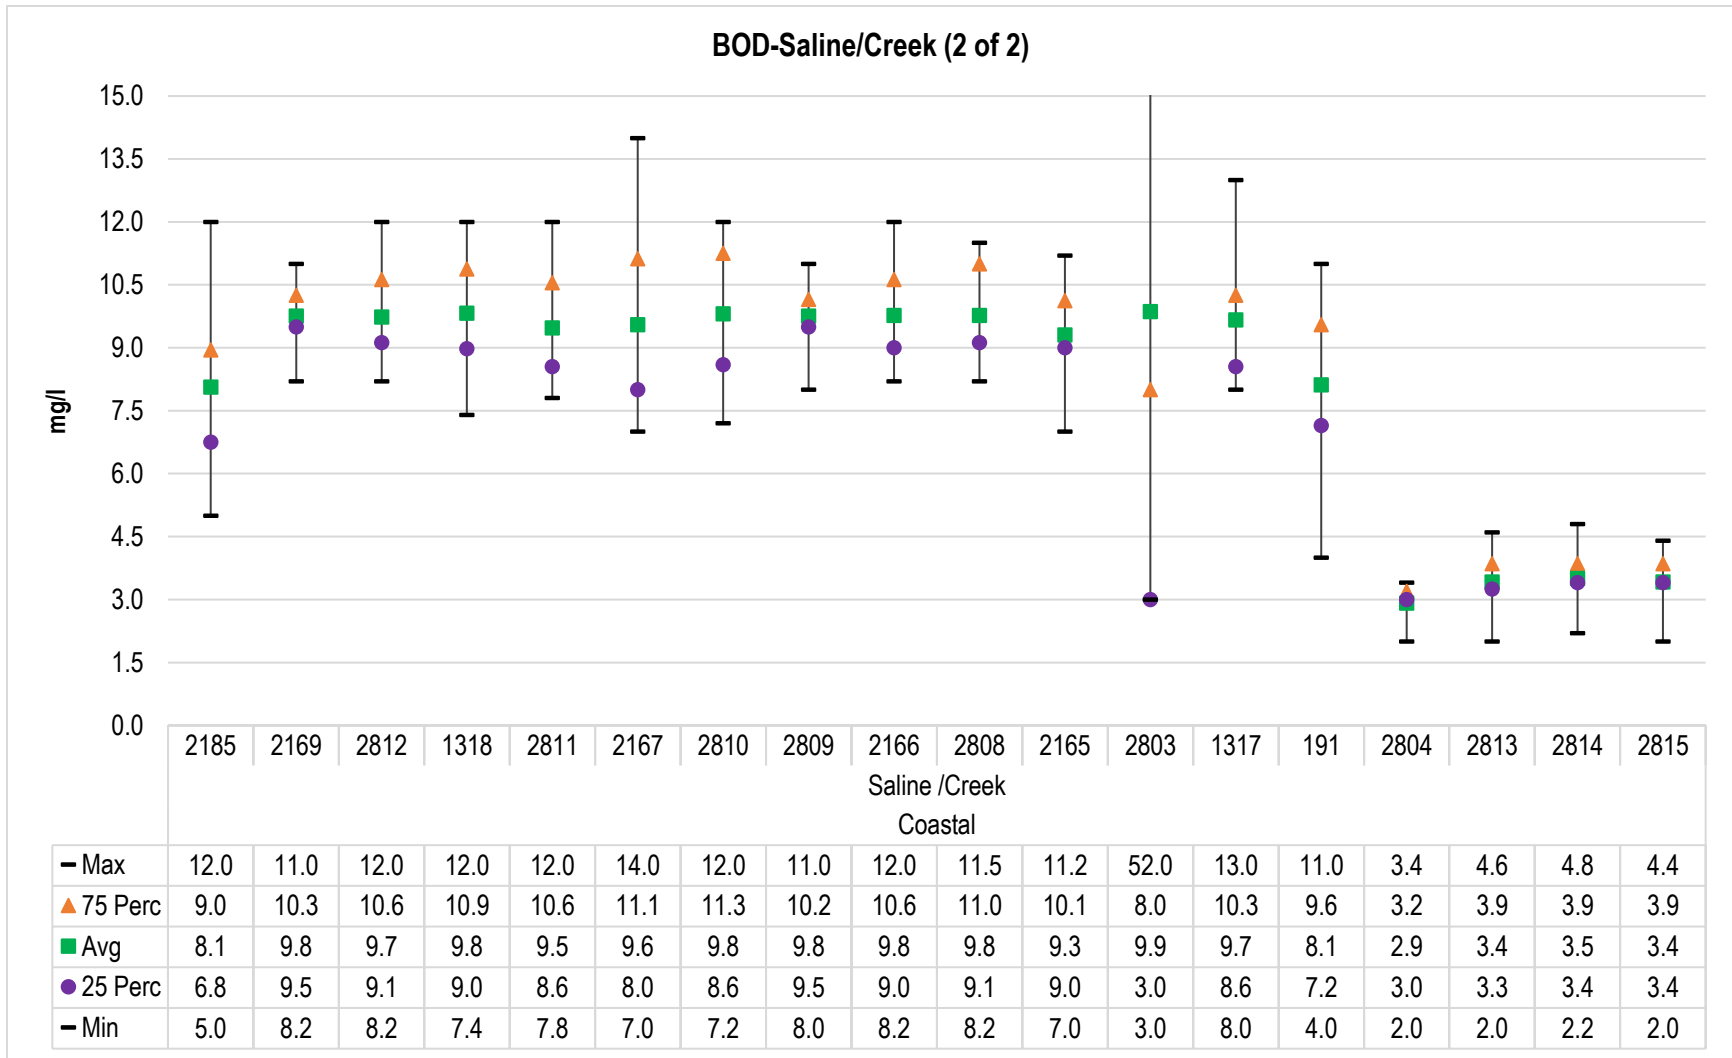 BOD-Saline/Creek (2 of 2)
mg/l
15.0
13.5
12.0
10.5
9.0
7.5
6.0
4.5
3.0
1.5
0.0
2185 2169 2812 1318 2811 2167 2810 2809 2166 2808 2165 2803 1317 191 2804 2813 2814 2815
Saline /Creek
Coastal
Max 12.0 11.0 12.0 12.0 12.0 14.0 12.0 11.0 12.0 11.5 11.2 52.0 13.0 11.0 3.4 4.6 4.8 4.4
75 Perc 9.0 10.3 10.6 10.9 10.6 11.1 11.3 10.2 10.6 11.0 10.1 8.0 10.3 9.6 3.2 3.9 3.9 3.9
Avg 8.1 9.8 9.7 9.8 9.5 9.6 9.8 9.8 9.8 9.8 9.3 9.9 9.7 8.1 2.9 3.4 3.5 3.4
25 Perc 6.8 9.5 9.1 9.0 8.6 8.0 8.6 9.5 9.0 9.1 9.0 3.0 8.6 7.2 3.0 3.3 3.4 3.4
Min 5.0 8.2 8.2 7.4 7.8 7.0 7.2 8.0 8.2 8.2 7.0 3.0 8.0 4.0 2.0 2.0 2.2 2.0